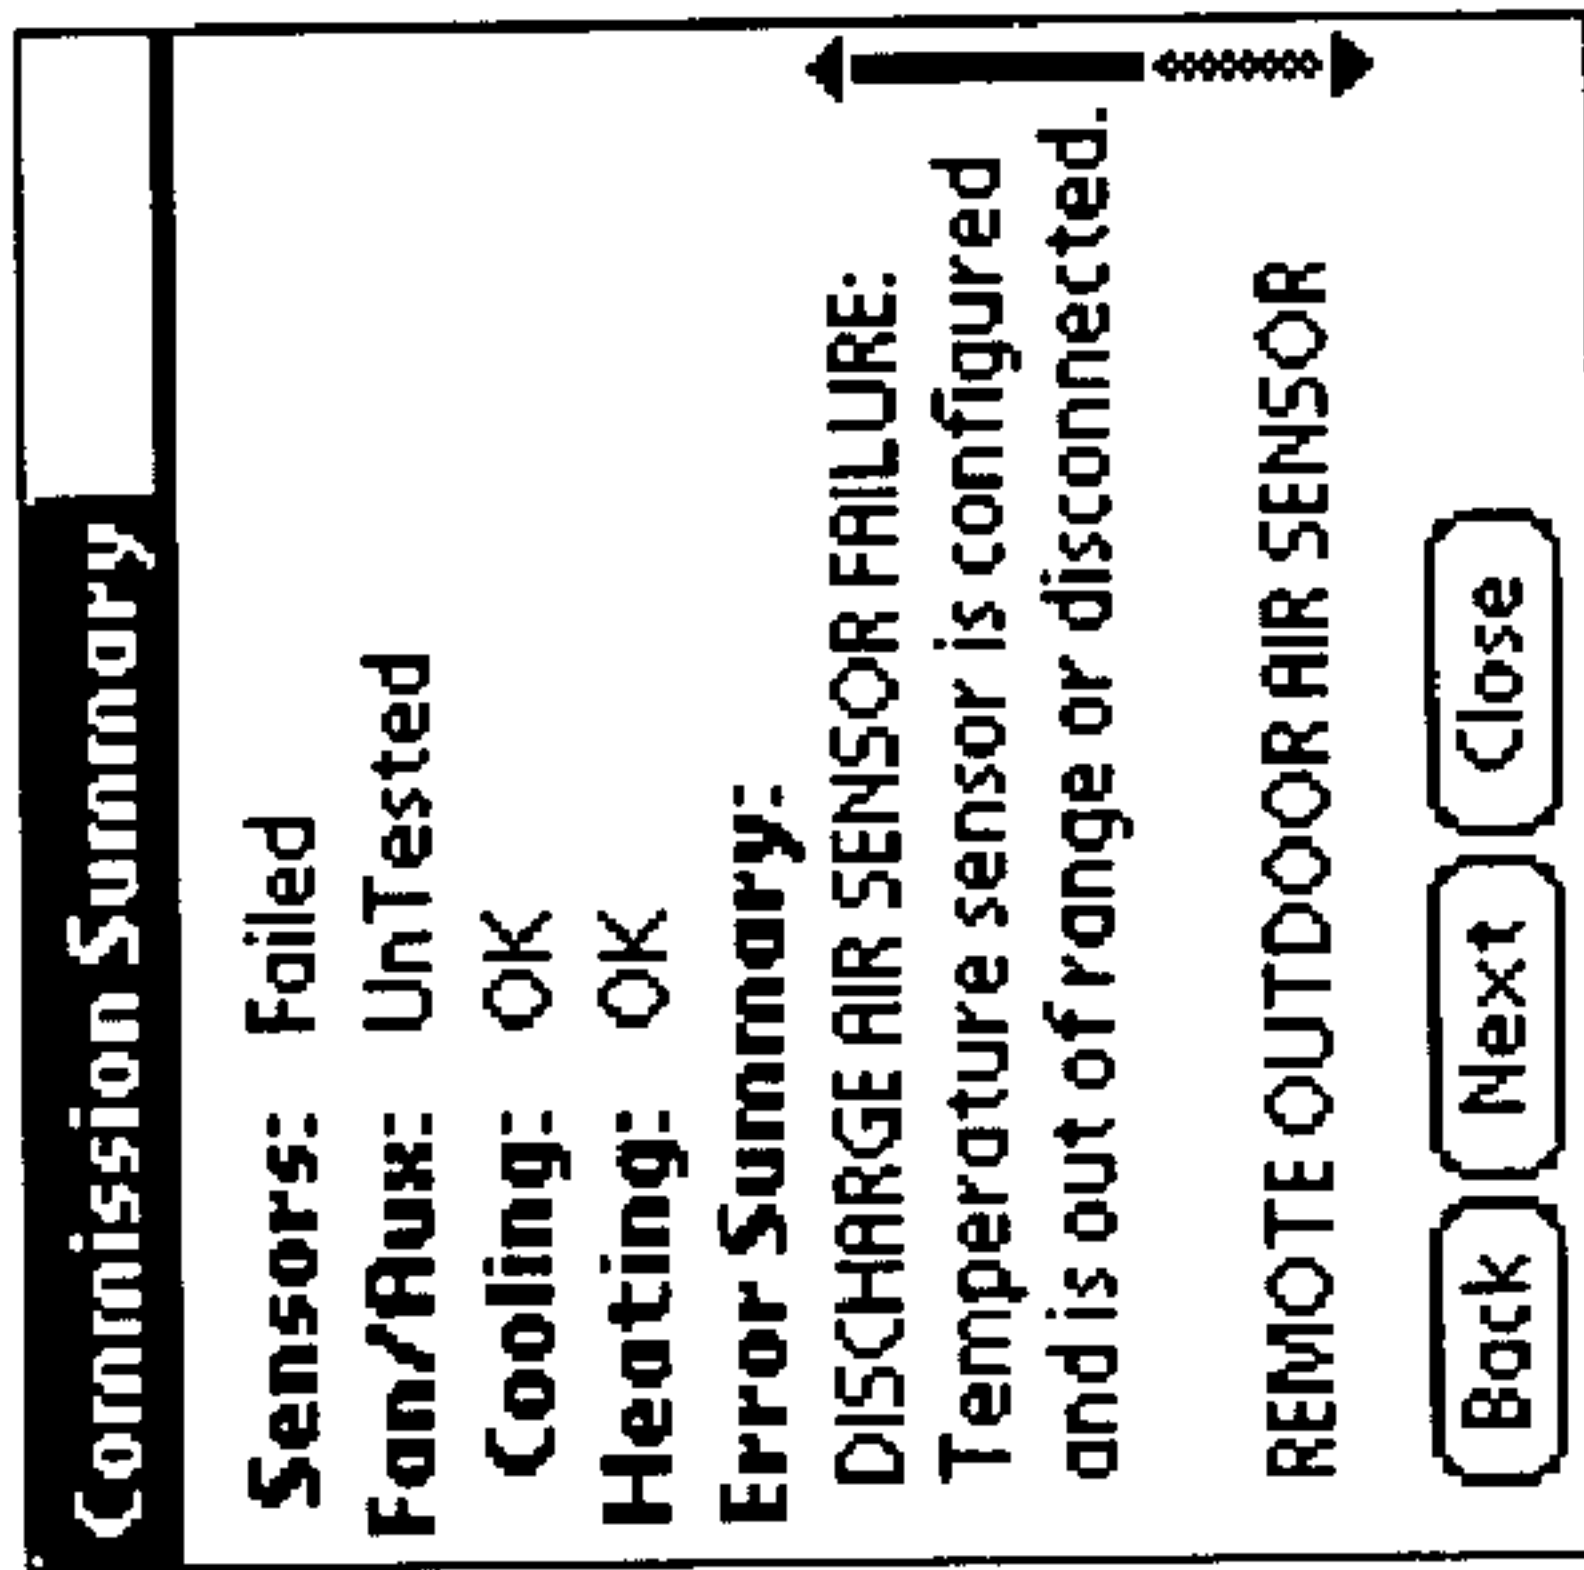 Commission Summary
Sensors: Failed
Fan/Aux: UnTested
Cooling: OK
Heating: OK
Error Summary:
DISCHARGE AIR SENSOR FAILURE:
Temperature sensor is configured
and is out of range or disconnected.
REMOTE OUTDOOR AIR SENSOR
Back Next Close